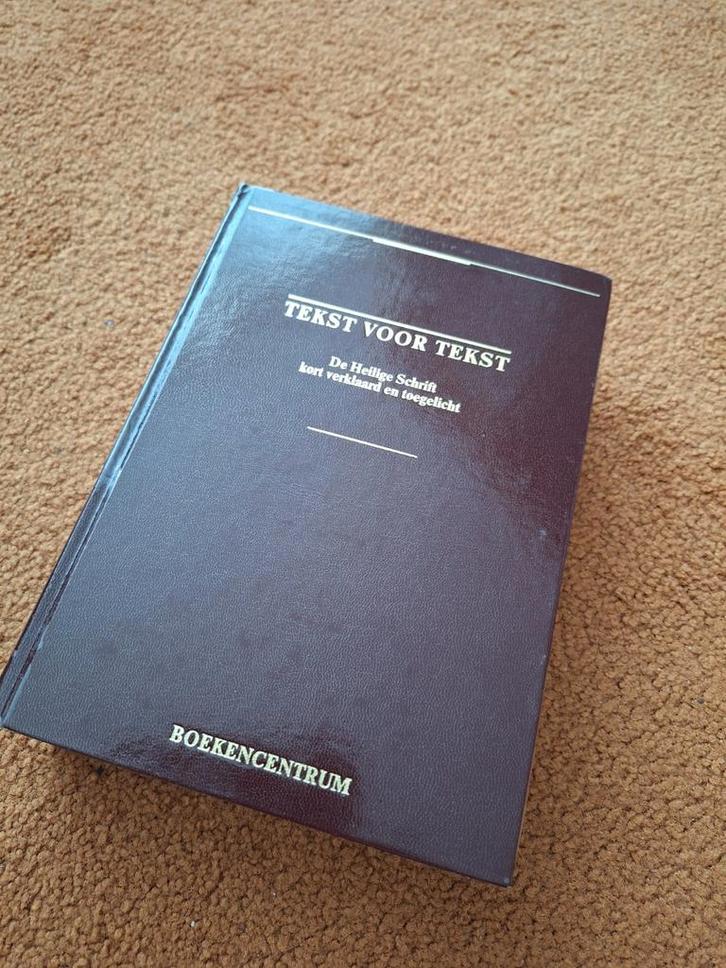 TEKST VOOR TEKST
De Heilige Schrift
kort verklaard en toegelicht
BOEKENCENTRUM